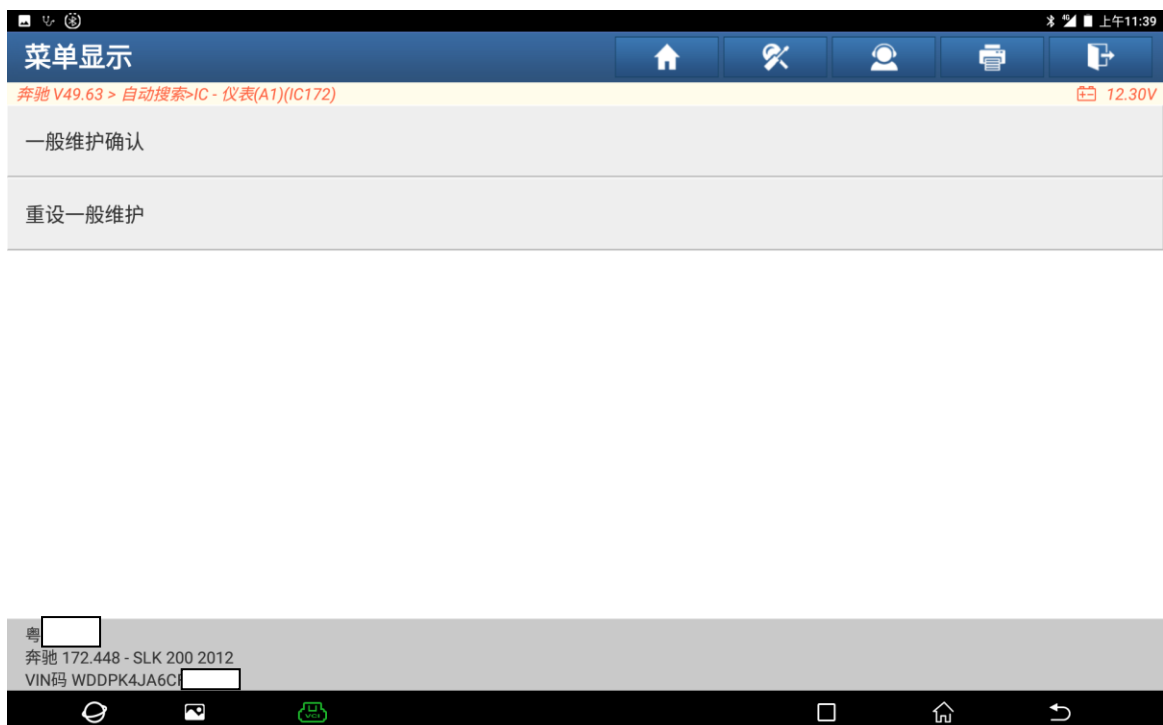 4G 上午11:39
菜单显示
奔驰 V49.63 > 自动搜索>IC - 仪表(A1)(IC172) 12.30V
一般维护确认
重设一般维护
粤
奔驰 172.448 - SLK 200 2012
VIN码 WDDPK4JA6C
VCI